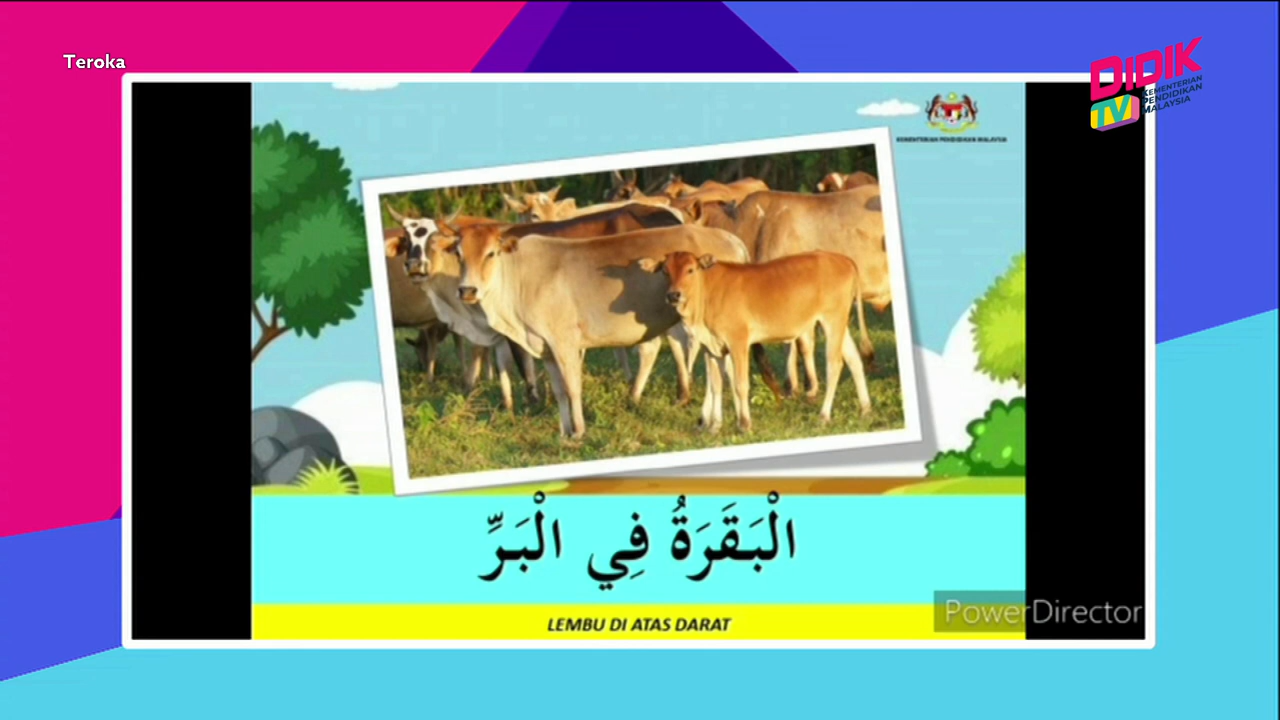 Teroka
DIDIK
TV
KEMENTERIAN
PENDIDIKAN
MALAYSIA
KEMENTERIAN PENDIDIKAN MALAYSIA
الْبَقَرَةُ فِي الْبَرِّ
PowerDirector
LEMBU DI ATAS DARAT